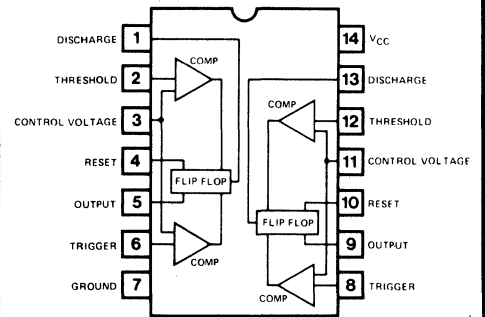 DISCHARGE 1
THRESHOLD 2
CONTROL VOLTAGE 3
RESET 4
OUTPUT 5
TRIGGER 6
GROUND 7
COMP
FLIP FLOP
COMP
14 VCC
13 DISCHARGE
12 THRESHOLD
11 CONTROL VOLTAGE
10 RESET
9 OUTPUT
8 TRIGGER
COMP
FLIP FLOP
COMP